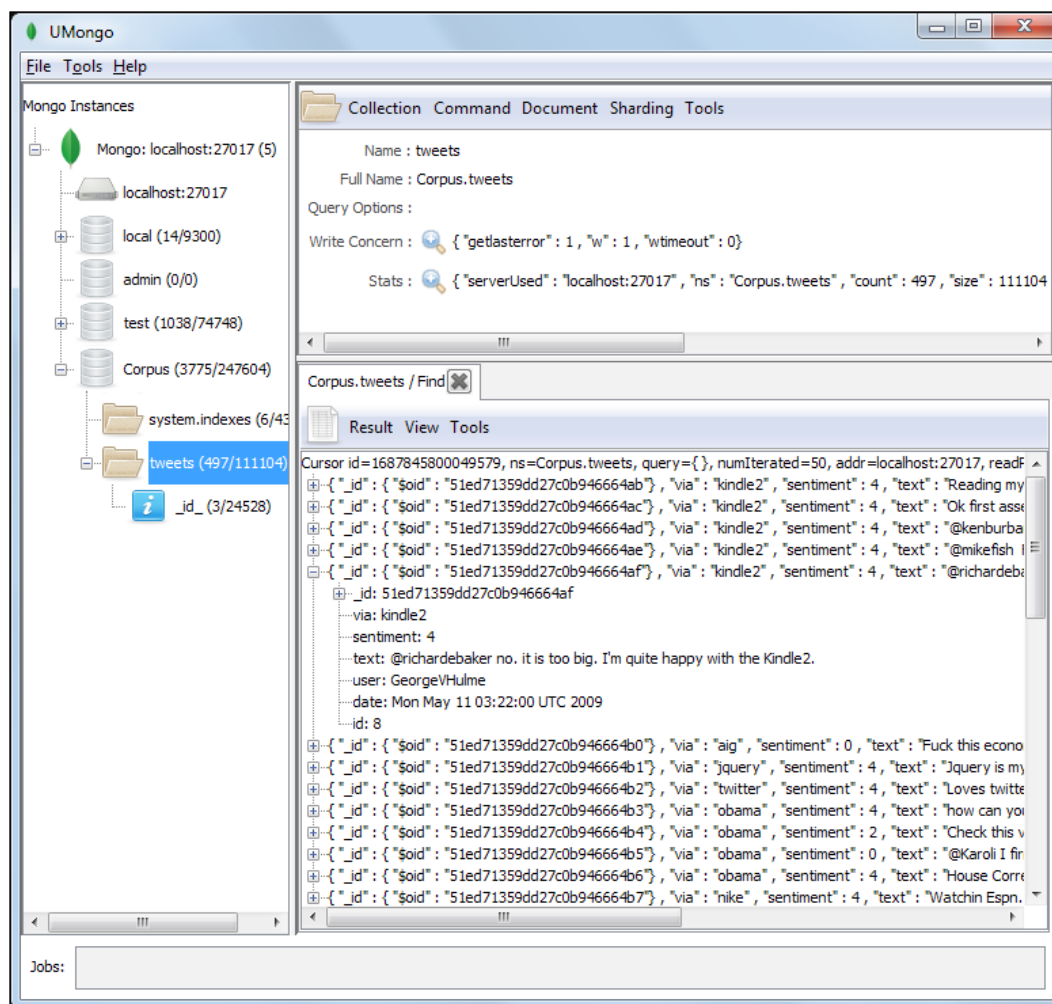 UMongo
File Tools Help
Mongo Instances
Mongo: localhost:27017 (5)
localhost:27017
local (14/9300)
admin (0/0)
test (1038/74748)
Corpus (3775/247604)
system.indexes (6/43
tweets (497/111104)
_id_ (3/24528)
Collection Command Document Sharding Tools
Name : tweets
Full Name : Corpus.tweets
Query Options :
Write Concern : { "getlasterror" : 1 , "w" : 1 , "wtimeout" : 0}
Stats : { "serverUsed" : "localhost:27017" , "ns" : "Corpus.tweets" , "count" : 497 , "size" : 111104
Corpus.tweets / Find
Result View Tools
Cursor id=1687845800049579, ns=Corpus.tweets, query={ }, numIterated=50, addr=localhost:27017, readP
{ "_id" : { "$oid" : "51ed71359dd27c0b946664ab"} , "via" : "kindle2" , "sentiment" : 4 , "text" : "Reading my
{ "_id" : { "$oid" : "51ed71359dd27c0b946664ac"} , "via" : "kindle2" , "sentiment" : 4 , "text" : "Ok first asse
{ "_id" : { "$oid" : "51ed71359dd27c0b946664ad"} , "via" : "kindle2" , "sentiment" : 4 , "text" : "@kenburba
{ "_id" : { "$oid" : "51ed71359dd27c0b946664ae"} , "via" : "kindle2" , "sentiment" : 4 , "text" : "@mikefish
{ "_id" : { "$oid" : "51ed71359dd27c0b946664af"} , "via" : "kindle2" , "sentiment" : 4 , "text" : "@richardeba
_id: 51ed71359dd27c0b946664af
via: kindle2
sentiment: 4
text: @richardebaker no. it is too big. I'm quite happy with the Kindle2.
user: GeorgeVHulme
date: Mon May 11 03:22:00 UTC 2009
id: 8
{ "_id" : { "$oid" : "51ed71359dd27c0b946664b0"} , "via" : "aig" , "sentiment" : 0 , "text" : "Fuck this econo
{ "_id" : { "$oid" : "51ed71359dd27c0b946664b1"} , "via" : "jquery" , "sentiment" : 4 , "text" : "Jquery is my
{ "_id" : { "$oid" : "51ed71359dd27c0b946664b2"} , "via" : "twitter" , "sentiment" : 4 , "text" : "Loves twitte
{ "_id" : { "$oid" : "51ed71359dd27c0b946664b3"} , "via" : "obama" , "sentiment" : 4 , "text" : "how can you
{ "_id" : { "$oid" : "51ed71359dd27c0b946664b4"} , "via" : "obama" , "sentiment" : 2 , "text" : "Check this v
{ "_id" : { "$oid" : "51ed71359dd27c0b946664b5"} , "via" : "obama" , "sentiment" : 0 , "text" : "@Karoli I fir
{ "_id" : { "$oid" : "51ed71359dd27c0b946664b6"} , "via" : "obama" , "sentiment" : 4 , "text" : "House Corre
{ "_id" : { "$oid" : "51ed71359dd27c0b946664b7"} , "via" : "nike" , "sentiment" : 4 , "text" : "Watchin Espn.
Jobs: